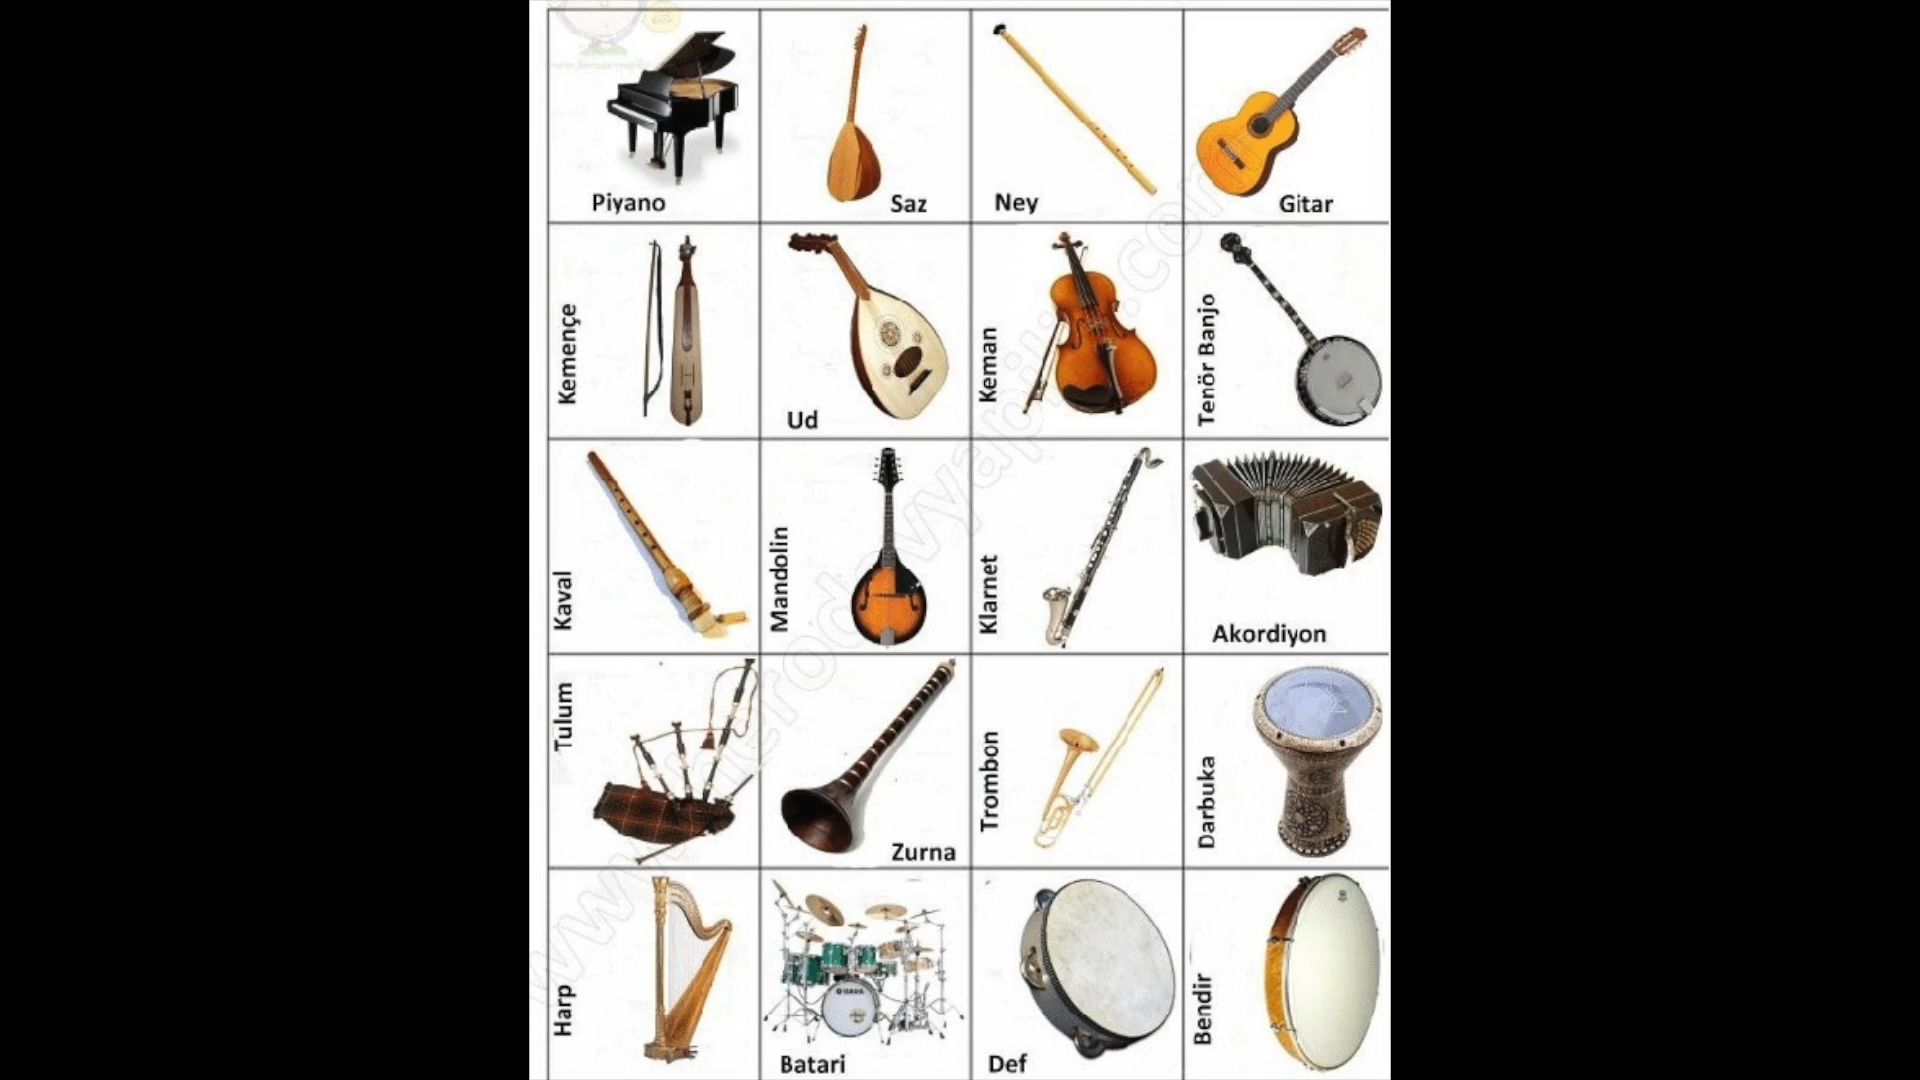 Piyano
Saz
Ney
Gitar
Kemençe
Ud
Keman
Tenör Banjo
Kaval
Mandolin
Klarnet
Akordiyon
Tulum
Zurna
Trombon
Darbuka
Harp
Batari
Def
Bendir